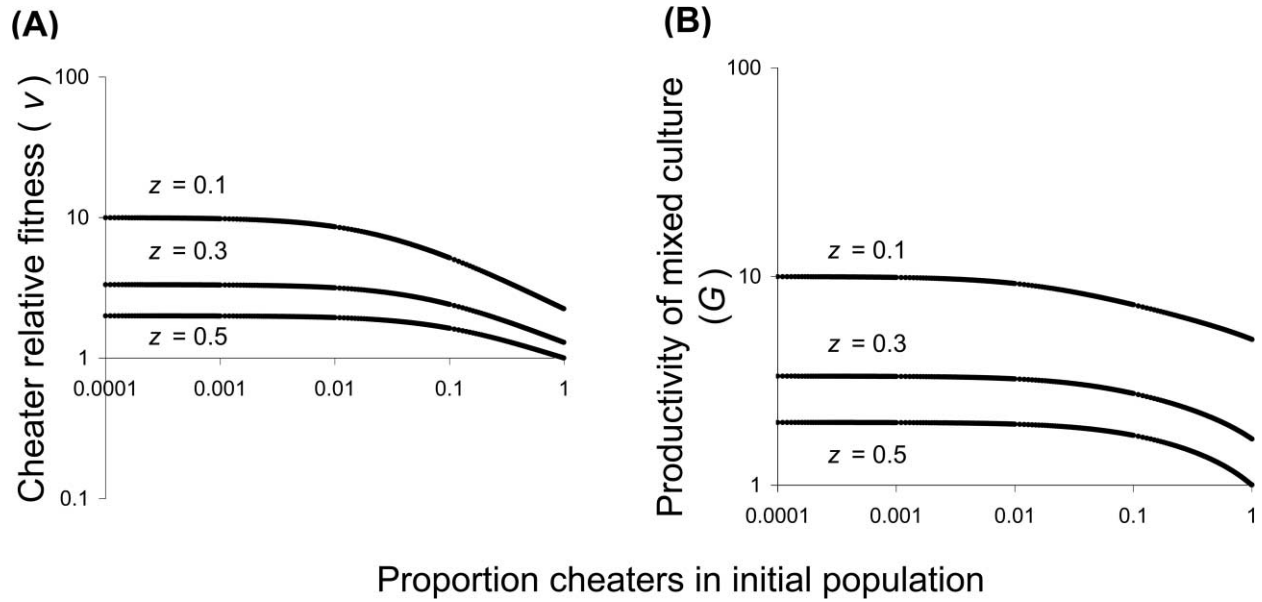 (A)
Cheater relative fitness ( v )
100
10
1
0.1
z = 0.1
z = 0.3
z = 0.5
0.0001 0.001 0.01 0.1 1
(B)
Productivity of mixed culture
(G)
100
10
1
z = 0.1
z = 0.3
z = 0.5
0.0001 0.001 0.01 0.1 1
Proportion cheaters in initial population